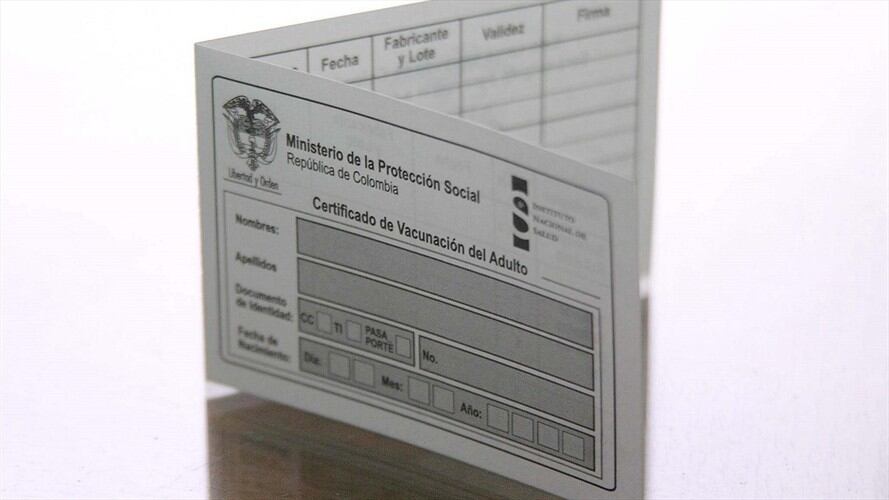 Fecha
Fabricante
y Lote
Validez
Firma
Libertad y Orden
Ministerio de la Protección Social
República de Colombia
INSTITUTO
NACIONAL DE
SALUD
Certificado de Vacunación del Adulto
Nombres:
Apellidos
Documento
de identidad:
CC TI PASA
PORTE
No.
Fecha de
Nacimiento:
Día: Mes: Año: